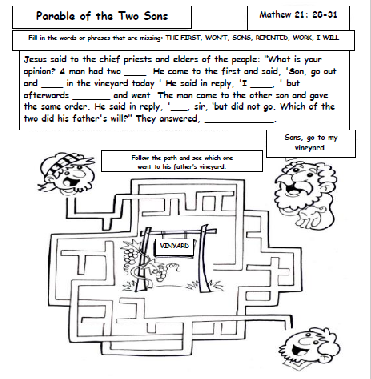 Parable of the Two Sons
Mathew 21: 28-31
Fill in the words or phrases that are missing- THE FIRST, WON'T, SONS, REPENTED, WORK, I WILL
Jesus said to the chief priests and elders of the people: "What is your
opinion? A man had two ____. He came to the first and said, 'Son, go out
and ____ in the vineyard today.' He said in reply, 'I _____, ' but
afterwards _______ and went. The man came to the other son and gave
the same order. He said in reply, '___, sir, 'but did not go. Which of the
two did his father's will?" They answered, _____________.
Sons, go to my
vineyard
Follow the path and see which one
went to his father's vineyard.
VINYARD